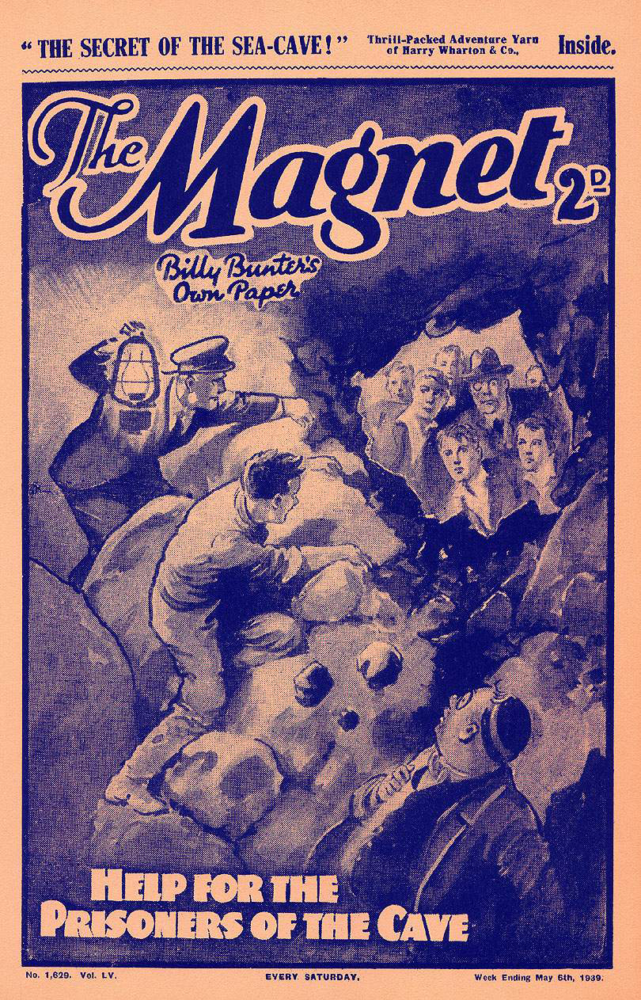 "THE SECRET OF THE SEA-CAVE!" Thrill-Packed Adventure Yarn of Harry Wharton & Co., Inside.
The Magnet 2D
Billy Bunter's
Own Paper
HELP FOR THE
PRISONERS OF THE CAVE
No. 1,629. Vol. LV. EVERY SATURDAY. Week Ending May 6th, 1939.